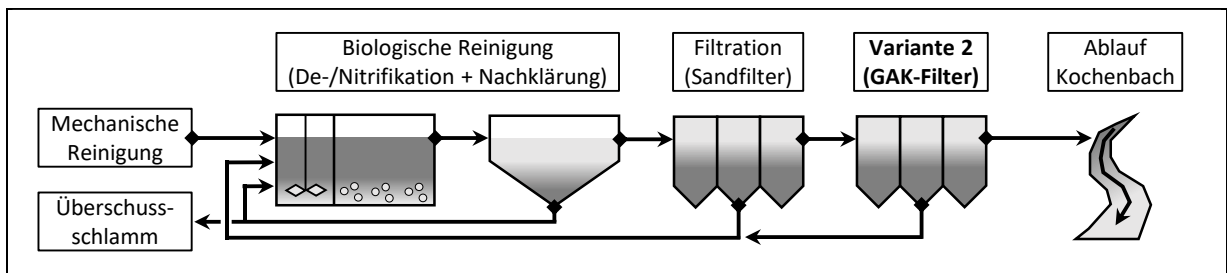 Biologische Reinigung
(De-/Nitrifikation + Nachklärung)
Filtration
(Sandfilter)
Variante 2
(GAK-Filter)
Ablauf
Kochenbach
Mechanische
Reinigung
Überschuss-
schlamm